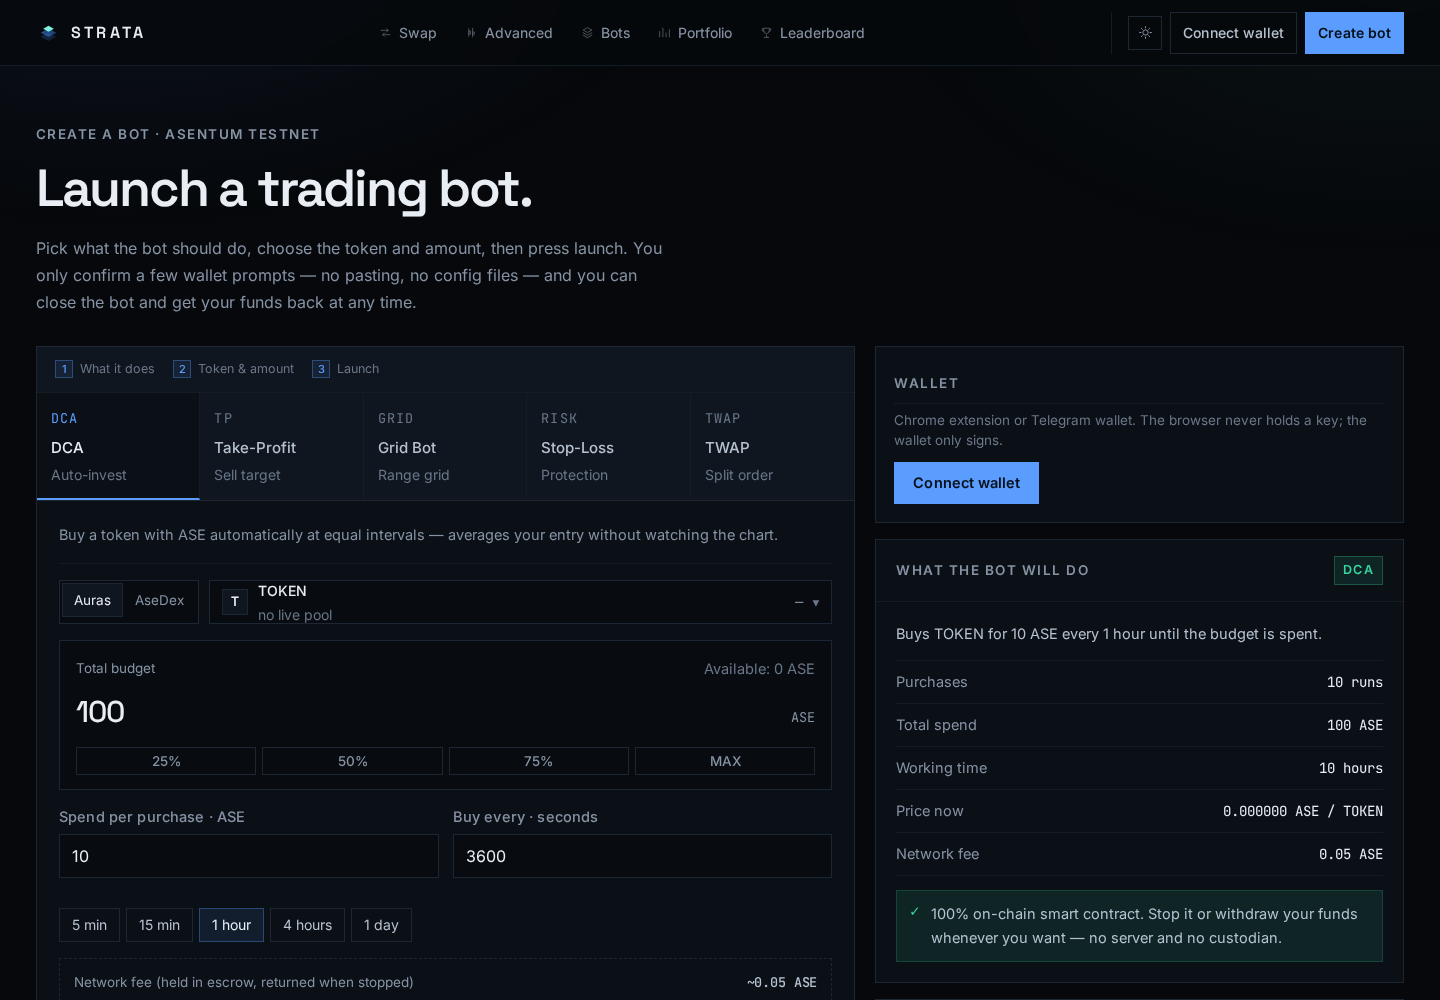 STRATA
Swap
Advanced
Bots
Portfolio
Leaderboard
Connect wallet
Create bot
CREATE A BOT · ASENTUM TESTNET
Launch a trading bot.
Pick what the bot should do, choose the token and amount, then press launch. You
only confirm a few wallet prompts — no pasting, no config files — and you can
close the bot and get your funds back at any time.
1 What it does
2 Token & amount
3 Launch
DCA
DCA
Auto-invest
TP
Take-Profit
Sell target
GRID
Grid Bot
Range grid
RISK
Stop-Loss
Protection
TWAP
TWAP
Split order
Buy a token with ASE automatically at equal intervals — averages your entry without watching the chart.
Auras
AseDex
T
TOKEN
no live pool
— ▾
Total budget
Available: 0 ASE
100
ASE
25%
50%
75%
MAX
Spend per purchase · ASE
Buy every · seconds
10
3600
5 min
15 min
1 hour
4 hours
1 day
Network fee (held in escrow, returned when stopped)
~0.05 ASE
WALLET
Chrome extension or Telegram wallet. The browser never holds a key; the
wallet only signs.
Connect wallet
WHAT THE BOT WILL DO
DCA
Buys TOKEN for 10 ASE every 1 hour until the budget is spent.
Purchases
10 runs
Total spend
100 ASE
Working time
10 hours
Price now
0.000000 ASE / TOKEN
Network fee
0.05 ASE
✓ 100% on-chain smart contract. Stop it or withdraw your funds
whenever you want — no server and no custodian.